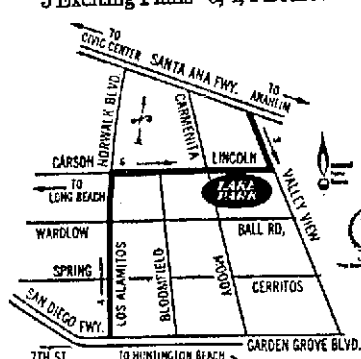 TO
CIVIC CENTER
SANTA ANA FWY.
TO
ANAHEIM
NORWALK BLVD.
CARMENITA
CARSON
LINCOLN
TO
LONG BEACH
LAKE
PARK
VALLEY VIEW
WARDLOW
BALL RD,
LOS ALAMITOS
BLOOMFIELD
MOODY
SPRING
CERRITOS
SAN DIEGO FWY.
GARDEN GROVE BLVD.
7TH ST.
TO HUNTINGTON BEACH